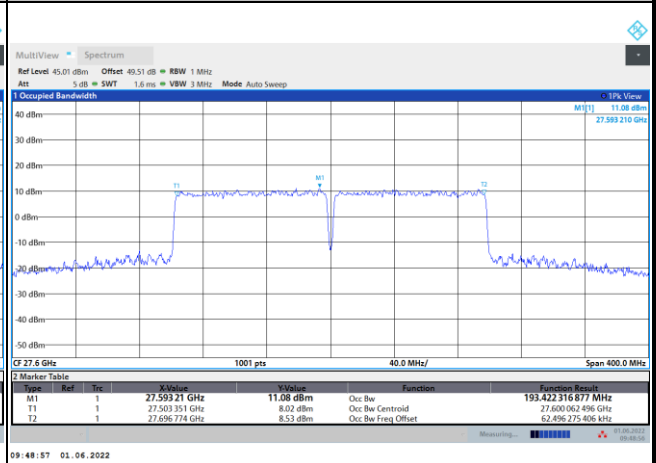 MultiView Spectrum
Ref Level 45.01 dBm Offset 49.51 dB RBW 1 MHz
Att 5 dB SWT 1.6 ms VBW 3 MHz Mode Auto Sweep
1 Occupied Bandwidth 1Pk View
M1[1] 11.08 dBm
27.593 210 GHz
40 dBm
30 dBm
20 dBm
M1
T1 T2
10 dBm
0 dBm
-10 dBm
-20 dBm
-30 dBm
-40 dBm
-50 dBm
CF 27.6 GHz 1001 pts 40.0 MHz/ Span 400.0 MHz
2 Marker Table
Type Ref Trc X-Value Y-Value Function Function Result
M1 1 27.593 21 GHz 11.08 dBm Occ Bw 193.422 316 877 MHz
T1 1 27.503 351 GHz 8.02 dBm Occ Bw Centroid 27.600 062 496 GHz
T2 1 27.696 774 GHz 8.53 dBm Occ Bw Freq Offset 62.496 275 406 kHz
Measuring... 01.06.2022
09:48:56
09:48:57 01.06.2022